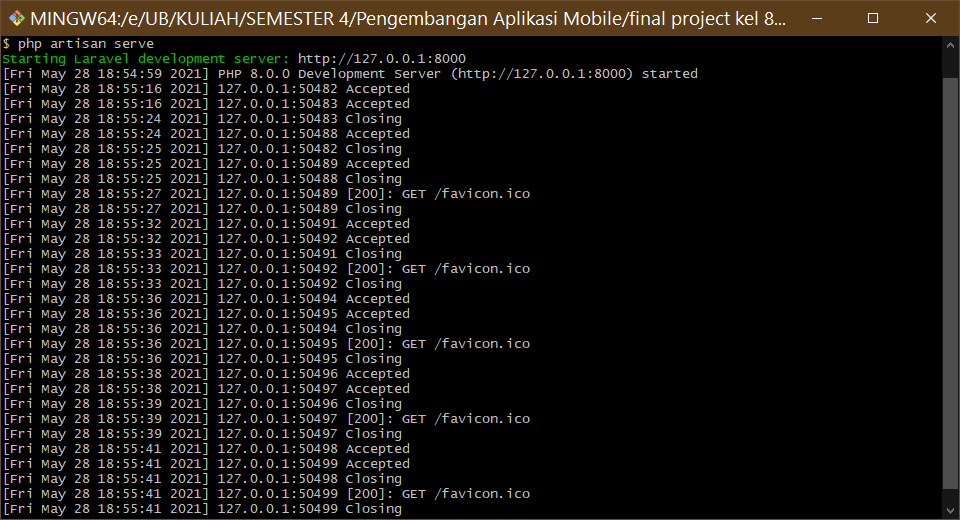 MINGW64:/e/UB/KULIAH/SEMESTER 4/Pengembangan Aplikasi Mobile/final project kel 8...
$ php artisan serve
Starting Laravel development server: http://127.0.0.1:8000
[Fri May 28 18:54:59 2021] PHP 8.0.0 Development Server (http://127.0.0.1:8000) started
[Fri May 28 18:55:16 2021] 127.0.0.1:50482 Accepted
[Fri May 28 18:55:16 2021] 127.0.0.1:50483 Accepted
[Fri May 28 18:55:24 2021] 127.0.0.1:50483 Closing
[Fri May 28 18:55:24 2021] 127.0.0.1:50488 Accepted
[Fri May 28 18:55:25 2021] 127.0.0.1:50482 Closing
[Fri May 28 18:55:25 2021] 127.0.0.1:50489 Accepted
[Fri May 28 18:55:25 2021] 127.0.0.1:50488 Closing
[Fri May 28 18:55:27 2021] 127.0.0.1:50489 [200]: GET /favicon.ico
[Fri May 28 18:55:27 2021] 127.0.0.1:50489 Closing
[Fri May 28 18:55:32 2021] 127.0.0.1:50491 Accepted
[Fri May 28 18:55:32 2021] 127.0.0.1:50492 Accepted
[Fri May 28 18:55:33 2021] 127.0.0.1:50491 Closing
[Fri May 28 18:55:33 2021] 127.0.0.1:50492 [200]: GET /favicon.ico
[Fri May 28 18:55:33 2021] 127.0.0.1:50492 Closing
[Fri May 28 18:55:36 2021] 127.0.0.1:50494 Accepted
[Fri May 28 18:55:36 2021] 127.0.0.1:50495 Accepted
[Fri May 28 18:55:36 2021] 127.0.0.1:50494 Closing
[Fri May 28 18:55:36 2021] 127.0.0.1:50495 [200]: GET /favicon.ico
[Fri May 28 18:55:36 2021] 127.0.0.1:50495 Closing
[Fri May 28 18:55:38 2021] 127.0.0.1:50496 Accepted
[Fri May 28 18:55:38 2021] 127.0.0.1:50497 Accepted
[Fri May 28 18:55:39 2021] 127.0.0.1:50496 Closing
[Fri May 28 18:55:39 2021] 127.0.0.1:50497 [200]: GET /favicon.ico
[Fri May 28 18:55:39 2021] 127.0.0.1:50497 Closing
[Fri May 28 18:55:41 2021] 127.0.0.1:50498 Accepted
[Fri May 28 18:55:41 2021] 127.0.0.1:50499 Accepted
[Fri May 28 18:55:41 2021] 127.0.0.1:50498 Closing
[Fri May 28 18:55:41 2021] 127.0.0.1:50499 [200]: GET /favicon.ico
[Fri May 28 18:55:41 2021] 127.0.0.1:50499 Closing